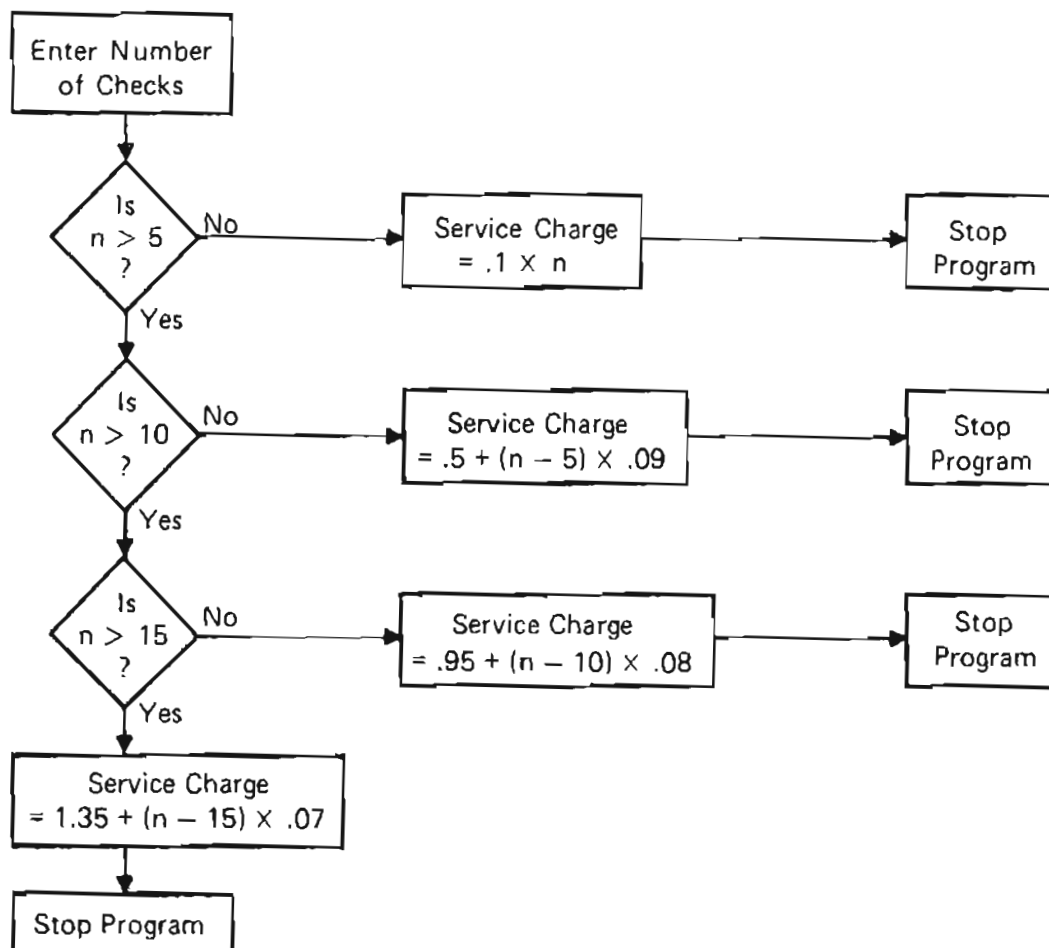 Enter Number
of Checks
Is
n > 5
?
No
Service Charge
= .1 × n
Stop
Program
Yes
Is
n > 10
?
No
Service Charge
= .5 + (n − 5) × .09
Stop
Program
Yes
Is
n > 15
?
No
Service Charge
= .95 + (n − 10) × .08
Stop
Program
Yes
Service Charge
= 1.35 + (n − 15) × .07
Stop Program